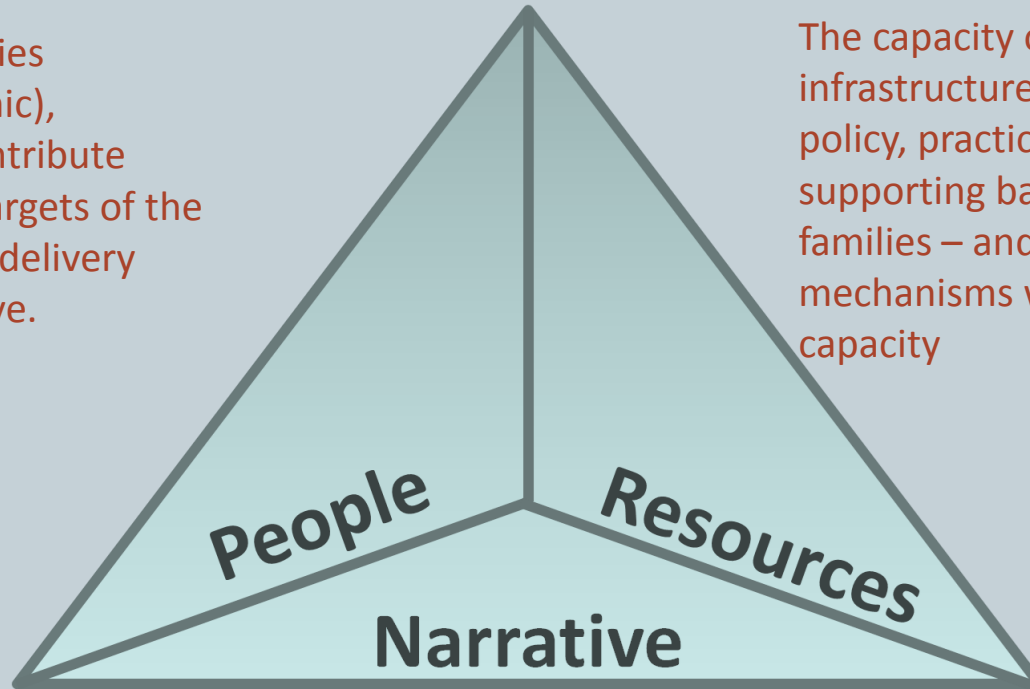 ies
nic),
ntribute
argets of the
delivery
ve.
The capacity
infrastructure
policy, practic
supporting ba
families – and
mechanisms
capacity
People
Resources
Narrative